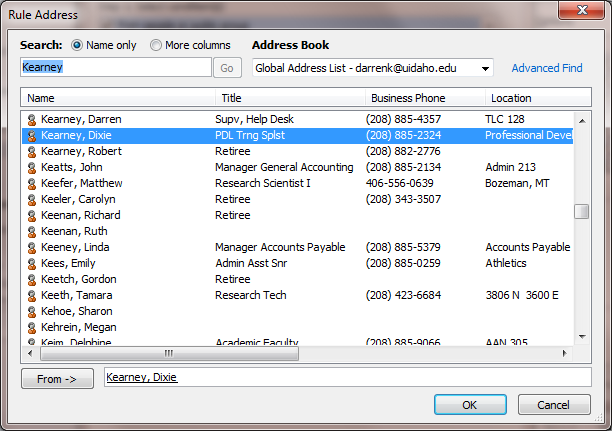 Rule Address
Search: Name only More columns Address Book
Kearney Go Global Address List - darrenk@uidaho.edu Advanced Find
Name Title Business Phone Location
Kearney, Darren Supv, Help Desk (208) 885-4357 TLC 128
Kearney, Dixie PDL Trng Splst (208) 885-2324 Professional Deve
Kearney, Robert Retiree (208) 882-2776
Keatts, John Manager General Accounting (208) 885-2134 Admin 213
Keefer, Matthew Research Scientist I 406-556-0639 Bozeman, MT
Keeler, Carolyn Retiree (208) 343-3507
Keenan, Richard Retiree
Keenan, Ruth
Keeney, Linda Manager Accounts Payable (208) 885-5379 Accounts Payable
Kees, Emily Admin Asst Snr (208) 885-0259 Athletics
Keetch, Gordon Retiree
Keeth, Tamara Research Tech (208) 423-6684 3806 N 3600 E
Kehoe, Sharon
Kehrein, Megan
Keim, Delphine Academic Faculty (208) 885-9066 AAN 305
From -> Kearney, Dixie
OK Cancel